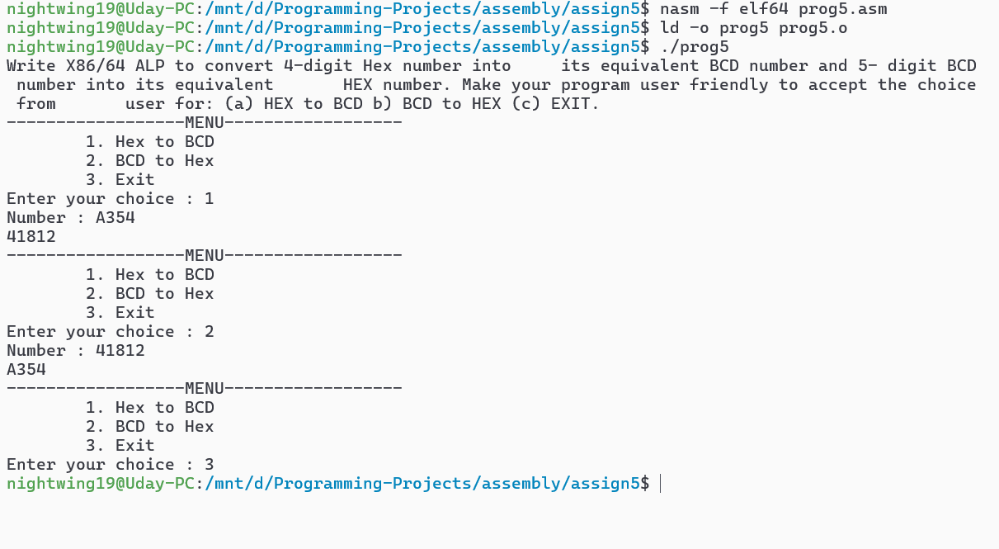 nightwing19@Uday-PC:/mnt/d/Programming-Projects/assembly/assign5$ nasm -f elf64 prog5.asm
nightwing19@Uday-PC:/mnt/d/Programming-Projects/assembly/assign5$ ld -o prog5 prog5.o
nightwing19@Uday-PC:/mnt/d/Programming-Projects/assembly/assign5$ ./prog5
Write X86/64 ALP to convert 4-digit Hex number into     its equivalent BCD number and 5- digit BCD
 number into its equivalent       HEX number. Make your program user friendly to accept the choice
 from       user for: (a) HEX to BCD b) BCD to HEX (c) EXIT.
------------------MENU------------------
        1. Hex to BCD
        2. BCD to Hex
        3. Exit
Enter your choice : 1
Number : A354
41812
------------------MENU------------------
        1. Hex to BCD
        2. BCD to Hex
        3. Exit
Enter your choice : 2
Number : 41812
A354
------------------MENU------------------
        1. Hex to BCD
        2. BCD to Hex
        3. Exit
Enter your choice : 3
nightwing19@Uday-PC:/mnt/d/Programming-Projects/assembly/assign5$